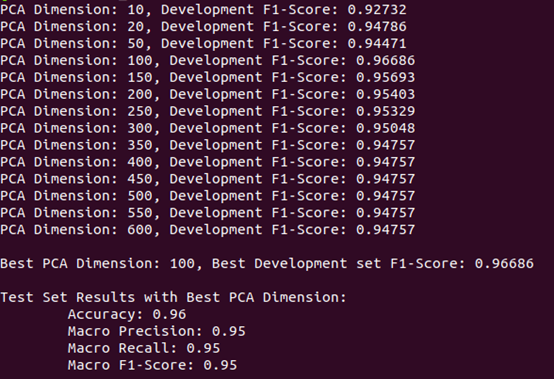 PCA Dimension: 10, Development F1-Score: 0.92732
PCA Dimension: 20, Development F1-Score: 0.94786
PCA Dimension: 50, Development F1-Score: 0.94471
PCA Dimension: 100, Development F1-Score: 0.96686
PCA Dimension: 150, Development F1-Score: 0.95693
PCA Dimension: 200, Development F1-Score: 0.95403
PCA Dimension: 250, Development F1-Score: 0.95329
PCA Dimension: 300, Development F1-Score: 0.95048
PCA Dimension: 350, Development F1-Score: 0.94757
PCA Dimension: 400, Development F1-Score: 0.94757
PCA Dimension: 450, Development F1-Score: 0.94757
PCA Dimension: 500, Development F1-Score: 0.94757
PCA Dimension: 550, Development F1-Score: 0.94757
PCA Dimension: 600, Development F1-Score: 0.94757
Best PCA Dimension: 100, Best Development set F1-Score: 0.96686
Test Set Results with Best PCA Dimension:
Accuracy: 0.96
Macro Precision: 0.95
Macro Recall: 0.95
Macro F1-Score: 0.95